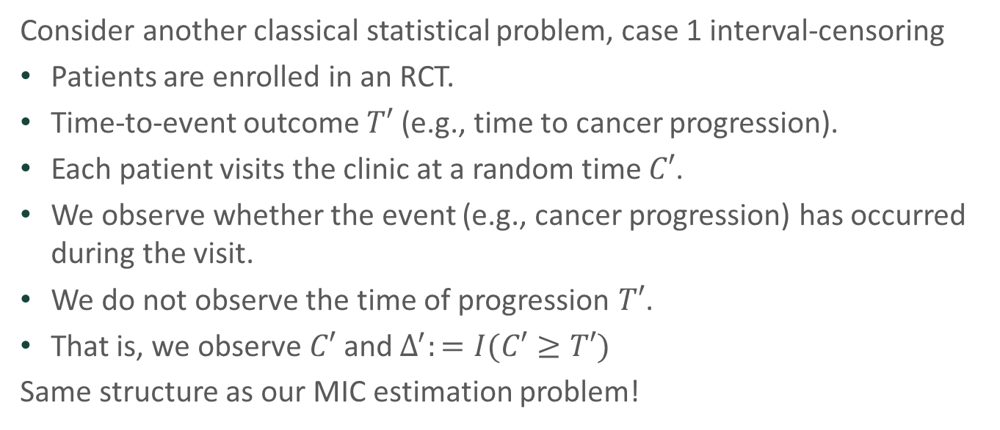 Consider another classical statistical problem, case 1 interval-censoring
• Patients are enrolled in an RCT.
• Time-to-event outcome T′ (e.g., time to cancer progression).
• Each patient visits the clinic at a random time C′.
• We observe whether the event (e.g., cancer progression) has occurred
during the visit.
• We do not observe the time of progression T′.
• That is, we observe C′ and Δ′: = I(C′ ≥ T′)
Same structure as our MIC estimation problem!